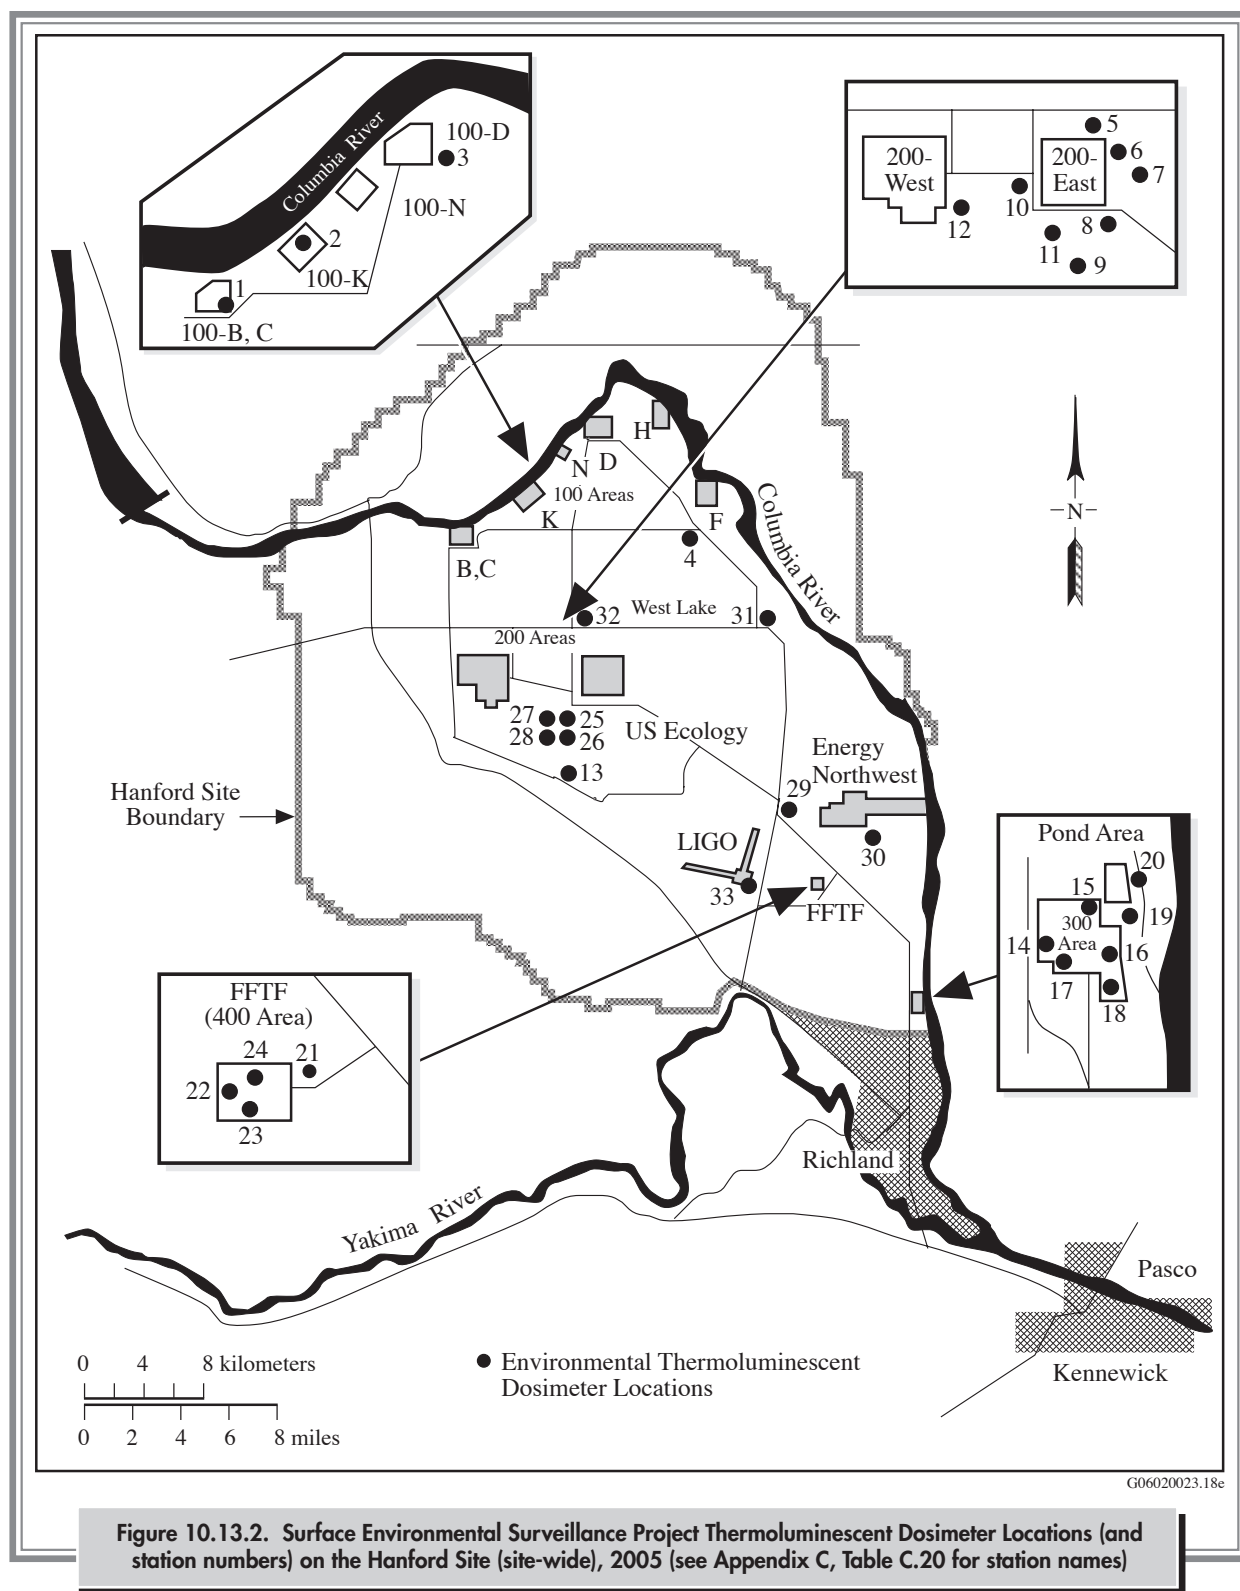 Columbia River
100-D
3
100-N
2
100-K
1
100-B, C
200-
West
200-
East
5
6
7
8
9
10
11
12
H
N
D
100 Areas
K
F
B,C
4
Columbia River
N
32
West Lake
31
200 Areas
27
25
28
26
US Ecology
13
Energy
Northwest
29
30
Hanford Site
Boundary
LIGO
33
FFTF
Pond Area
20
15
19
300
Area
14
16
17
18
FFTF
(400 Area)
24
21
22
23
Richland
Yakima River
Pasco
Kennewick
0 4 8 kilometers
0 2 4 6 8 miles
Environmental Thermoluminescent
Dosimeter Locations
G06020023.18e
Figure 10.13.2. Surface Environmental Surveillance Project Thermoluminescent Dosimeter Locations (and
station numbers) on the Hanford Site (site-wide), 2005 (see Appendix C, Table C.20 for station names)